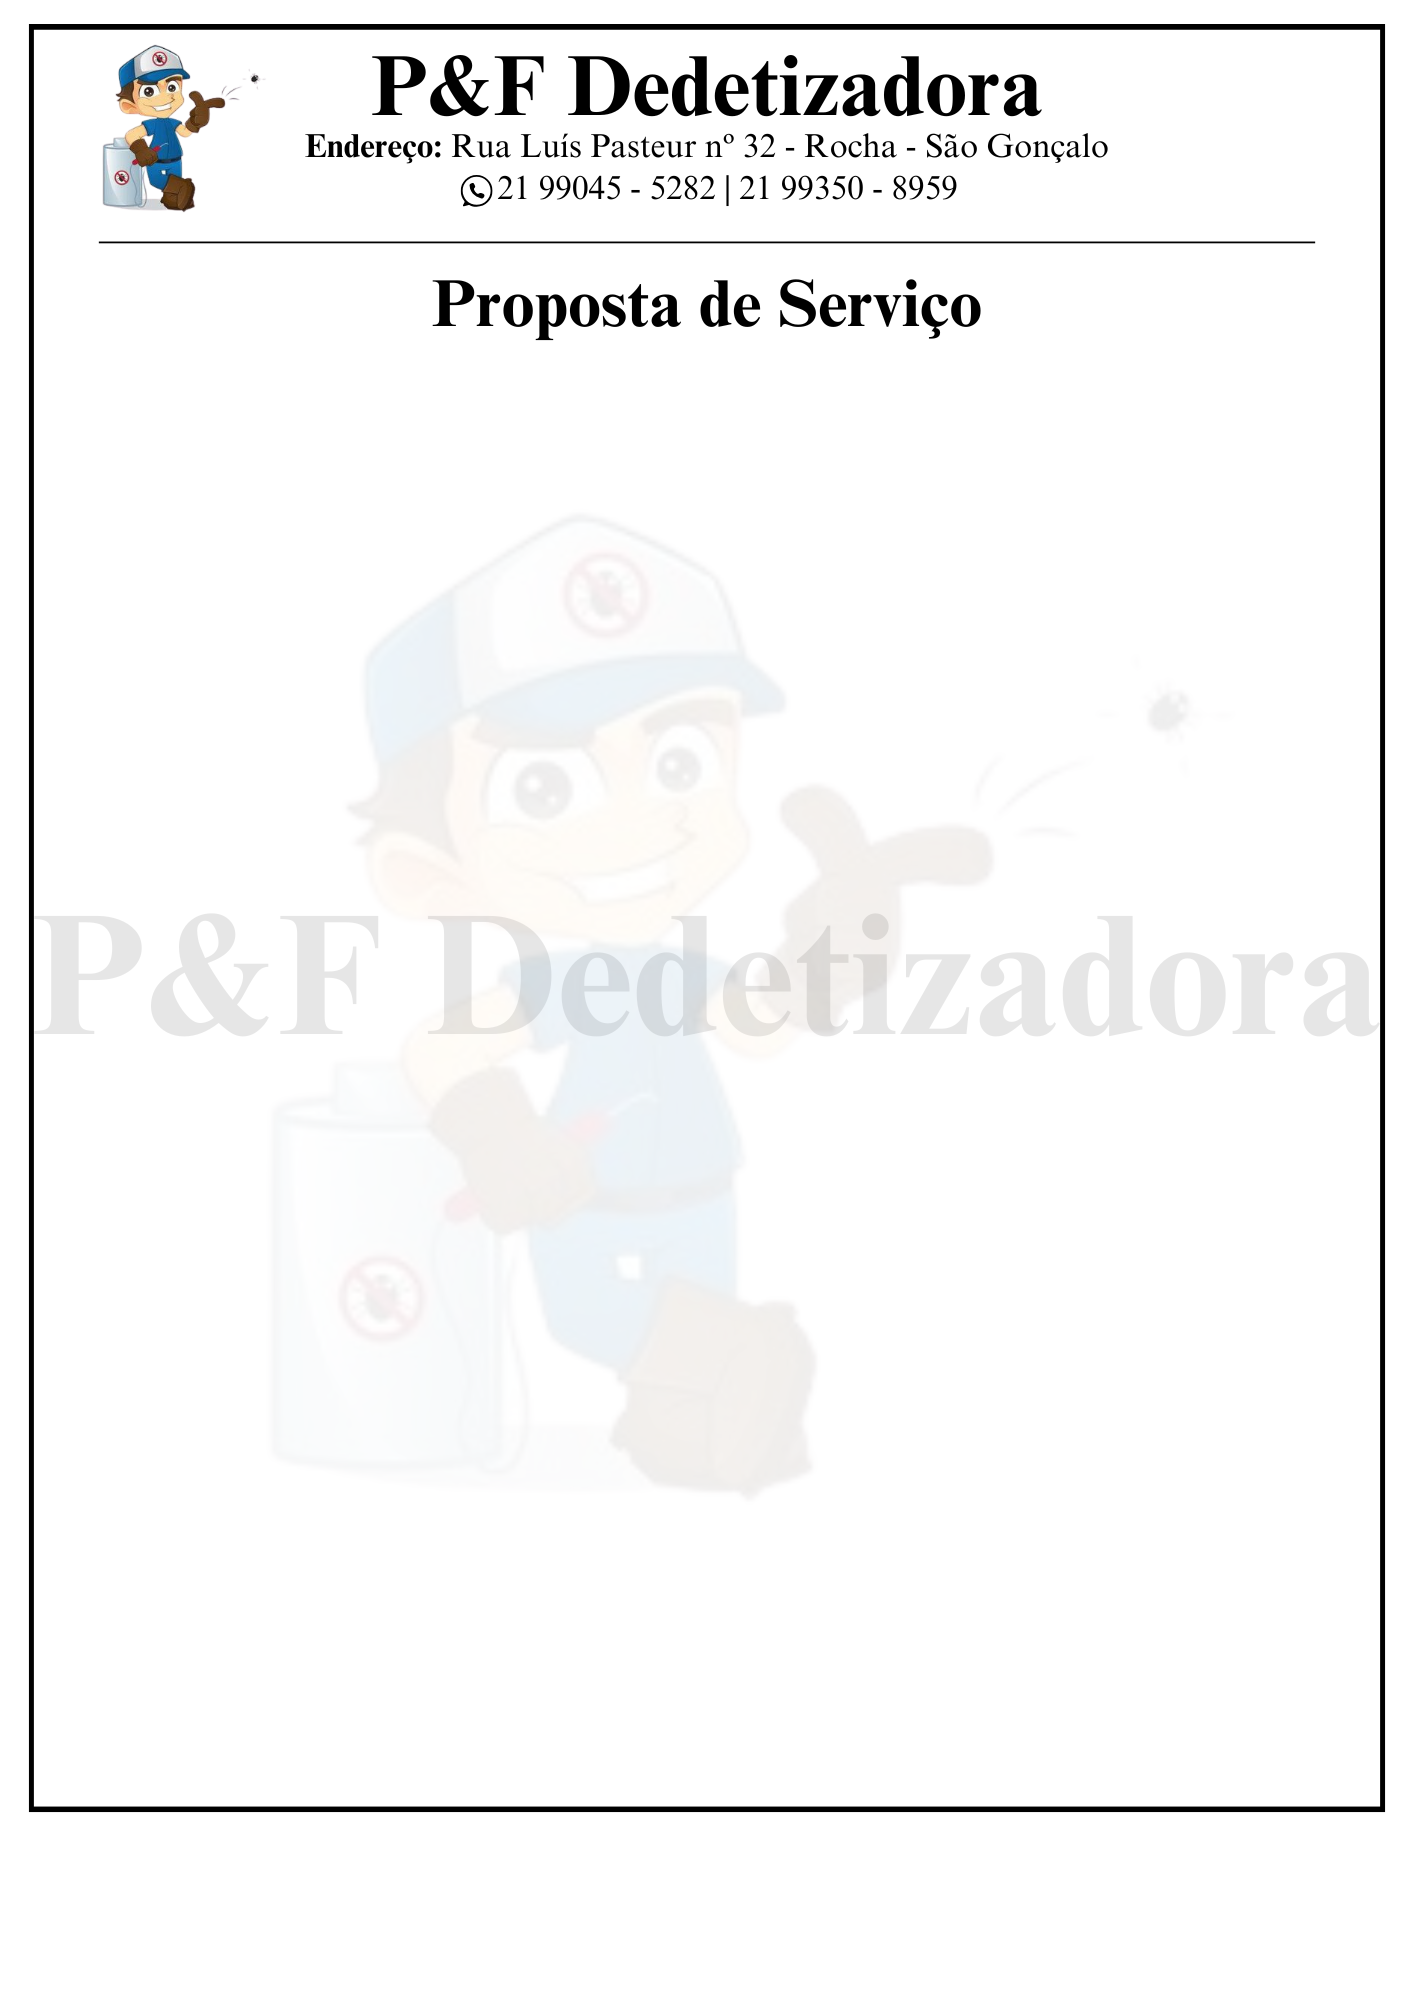 P&F Dedetizadora
Endereço: Rua Luís Pasteur nº 32 - Rocha - São Gonçalo
21 99045 - 5282 | 21 99350 - 8959
Proposta de Serviço
P&F Dedetizadora